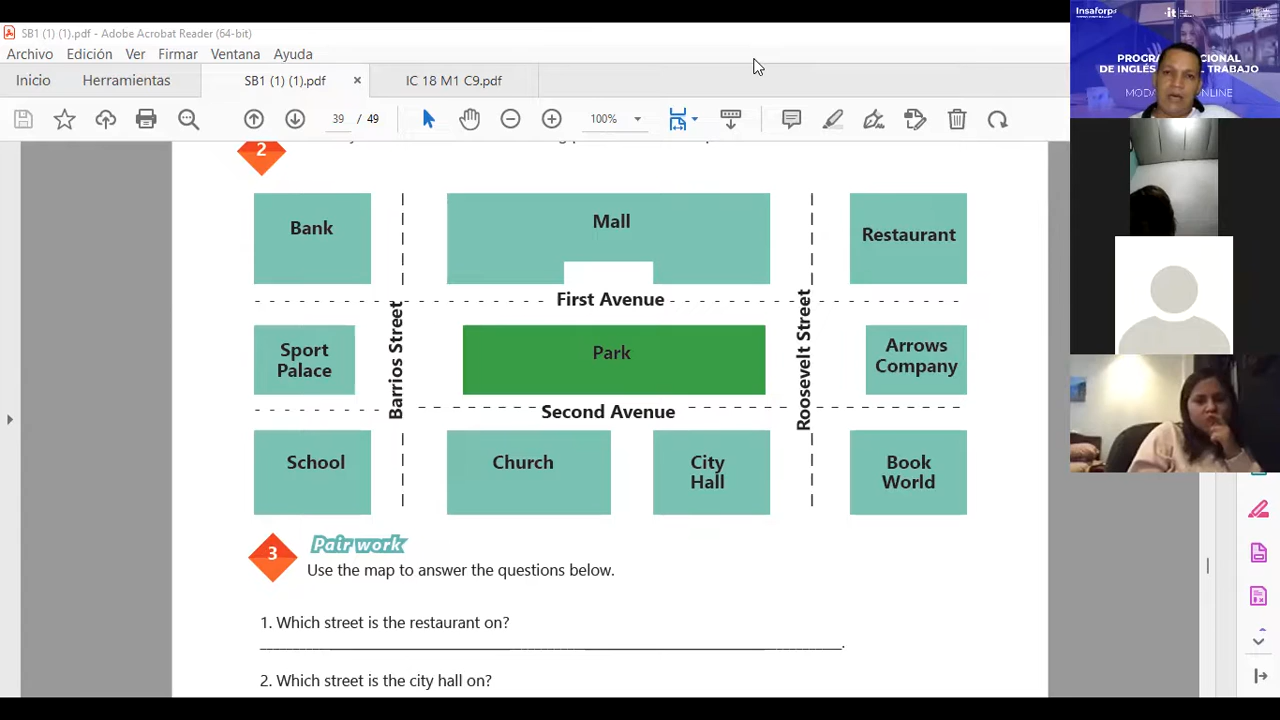 SB1 (1) (1).pdf - Adobe Acrobat Reader (64-bit)
Archivo Edición Ver Firmar Ventana Ayuda
Inicio Herramientas SB1 (1) (1).pdf × IC 18 M1 C9.pdf
39 / 49 100%
2
Bank Mall Restaurant
First Avenue
Barrios Street
Roosevelt Street
Sport Palace
Park
Arrows Company
Second Avenue
School Church City Hall Book World
3 Pair work
Use the map to answer the questions below.
1. Which street is the restaurant on?
2. Which street is the city hall on?
Insaforp
it